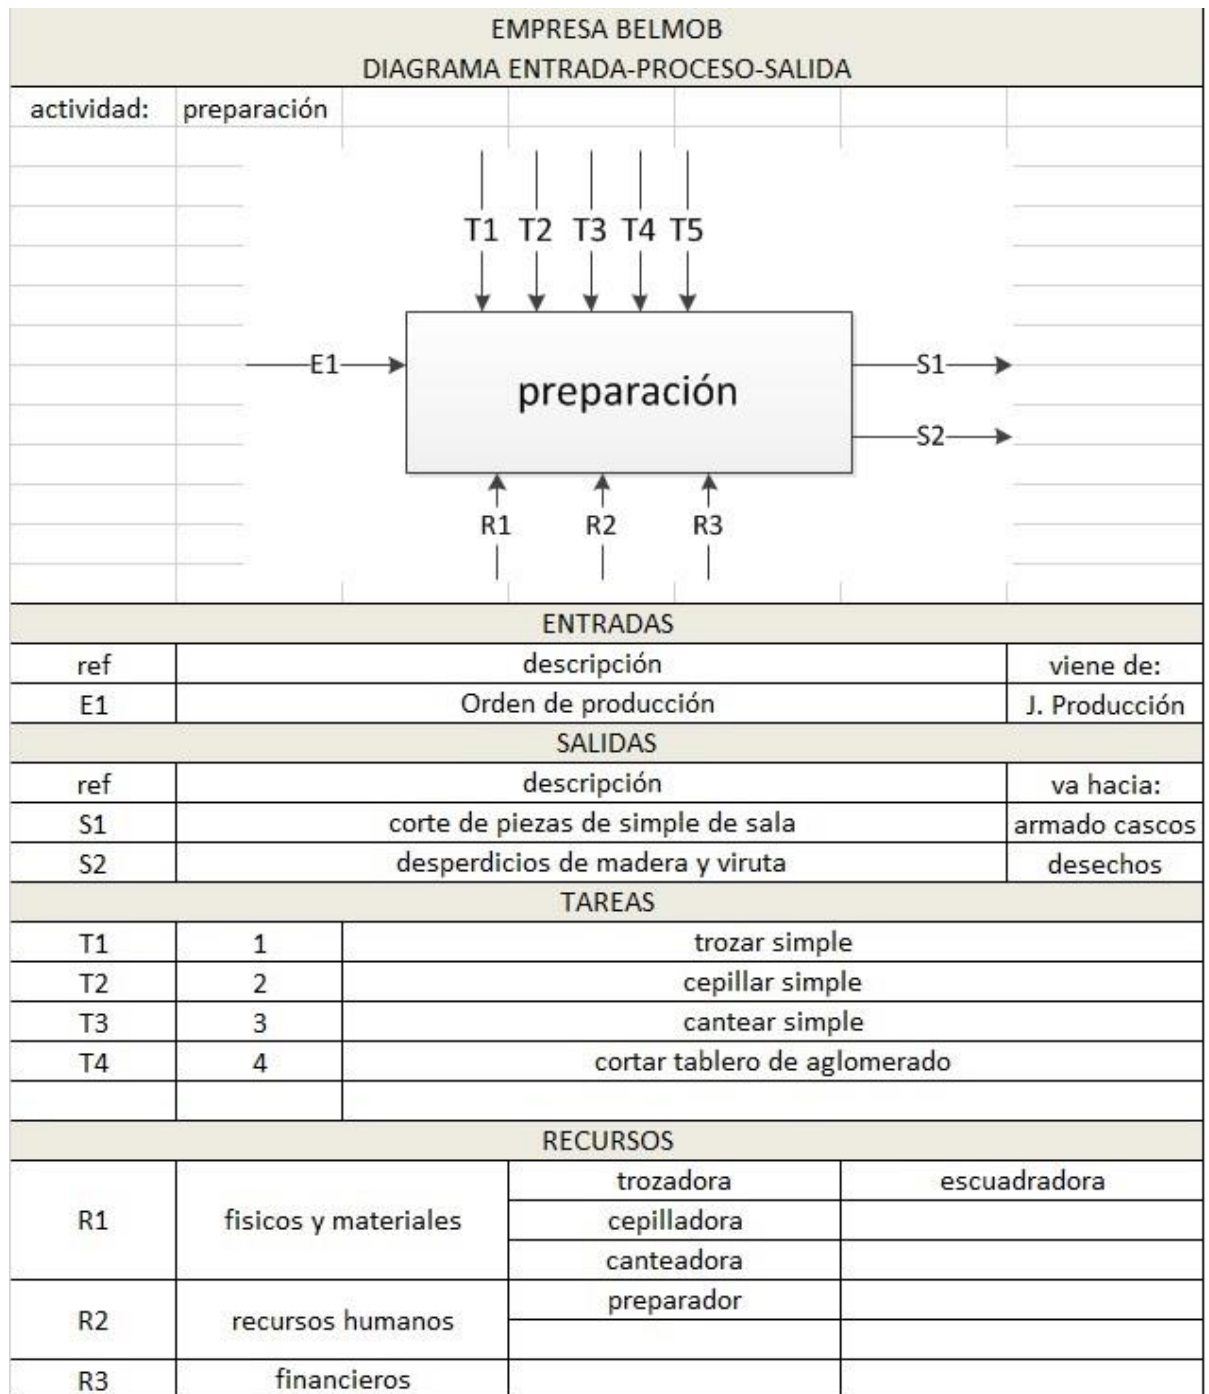 EMPRESA BELMOB
DIAGRAMA ENTRADA-PROCESO-SALIDA
actividad: preparación
T1 T2 T3 T4 T5
E1
preparación
S1
S2
R1 R2 R3
ENTRADAS
ref descripción viene de:
E1 Orden de producción J. Producción
SALIDAS
ref descripción va hacia:
S1 corte de piezas de simple de sala armado cascos
S2 desperdicios de madera y viruta desechos
TAREAS
T1 1 trozar simple
T2 2 cepillar simple
T3 3 cantear simple
T4 4 cortar tablero de aglomerado
RECURSOS
R1 fisicos y materiales trozadora escuadradora
cepilladora
canteadora
R2 recursos humanos preparador
R3 financieros